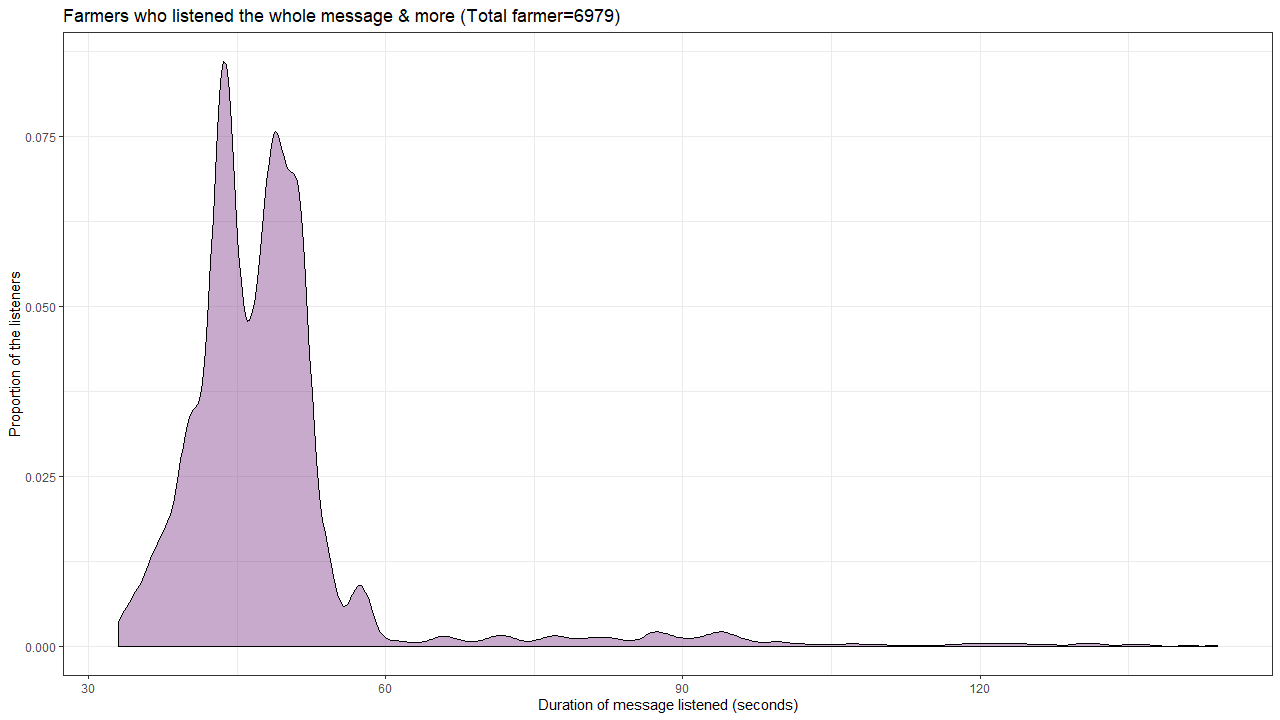 Farmers who listened the whole message & more (Total farmer=6979)
Proportion of the listeners
0.075
0.050
0.025
0.000
30 60 90 120
Duration of message listened (seconds)